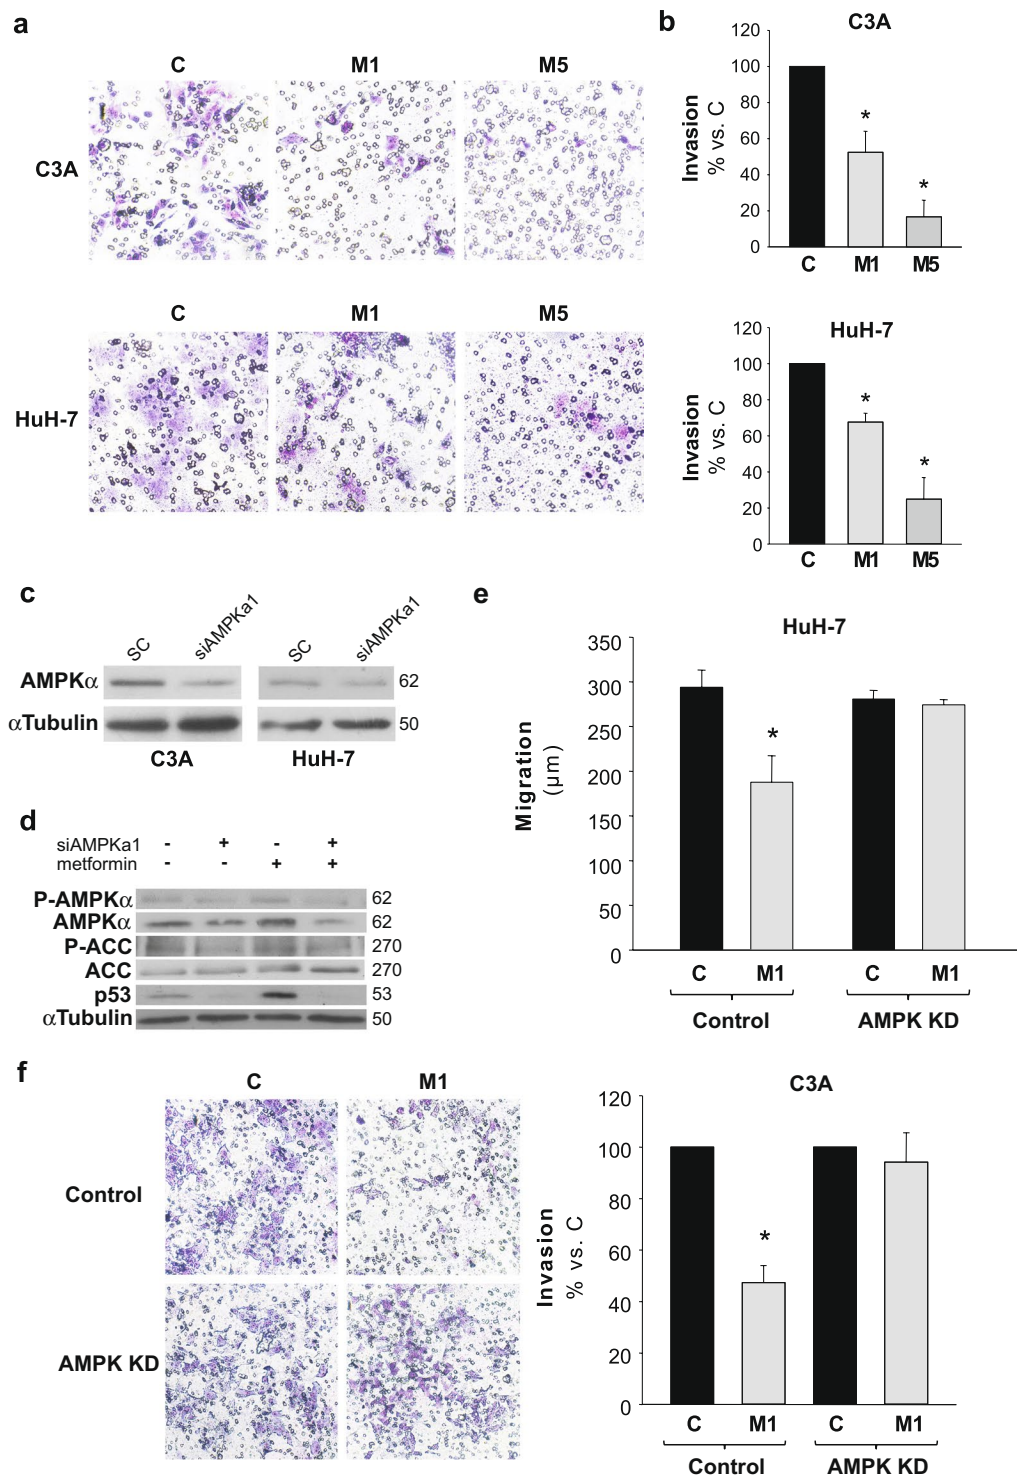 a
C M1 M5
C3A
C M1 M5
HuH-7
b
C3A
Invasion
% vs. C
120
100
80
60
40
20
0
*
*
C M1 M5
HuH-7
Invasion
% vs. C
120
100
80
60
40
20
0
*
*
C M1 M5
c
SC siAMPKa1 SC siAMPKa1
AMPKα 62
αTubulin 50
C3A HuH-7
d
siAMPKa1 - + - +
metformin - - + +
P-AMPKα 62
AMPKα 62
P-ACC 270
ACC 270
p53 53
αTubulin 50
e
HuH-7
Migration
(μm)
350
300
250
200
150
100
50
0
*
C M1 C M1
Control AMPK KD
f
C M1
Control
AMPK KD
C3A
Invasion
% vs. C
120
100
80
60
40
20
0
*
C M1 C M1
Control AMPK KD